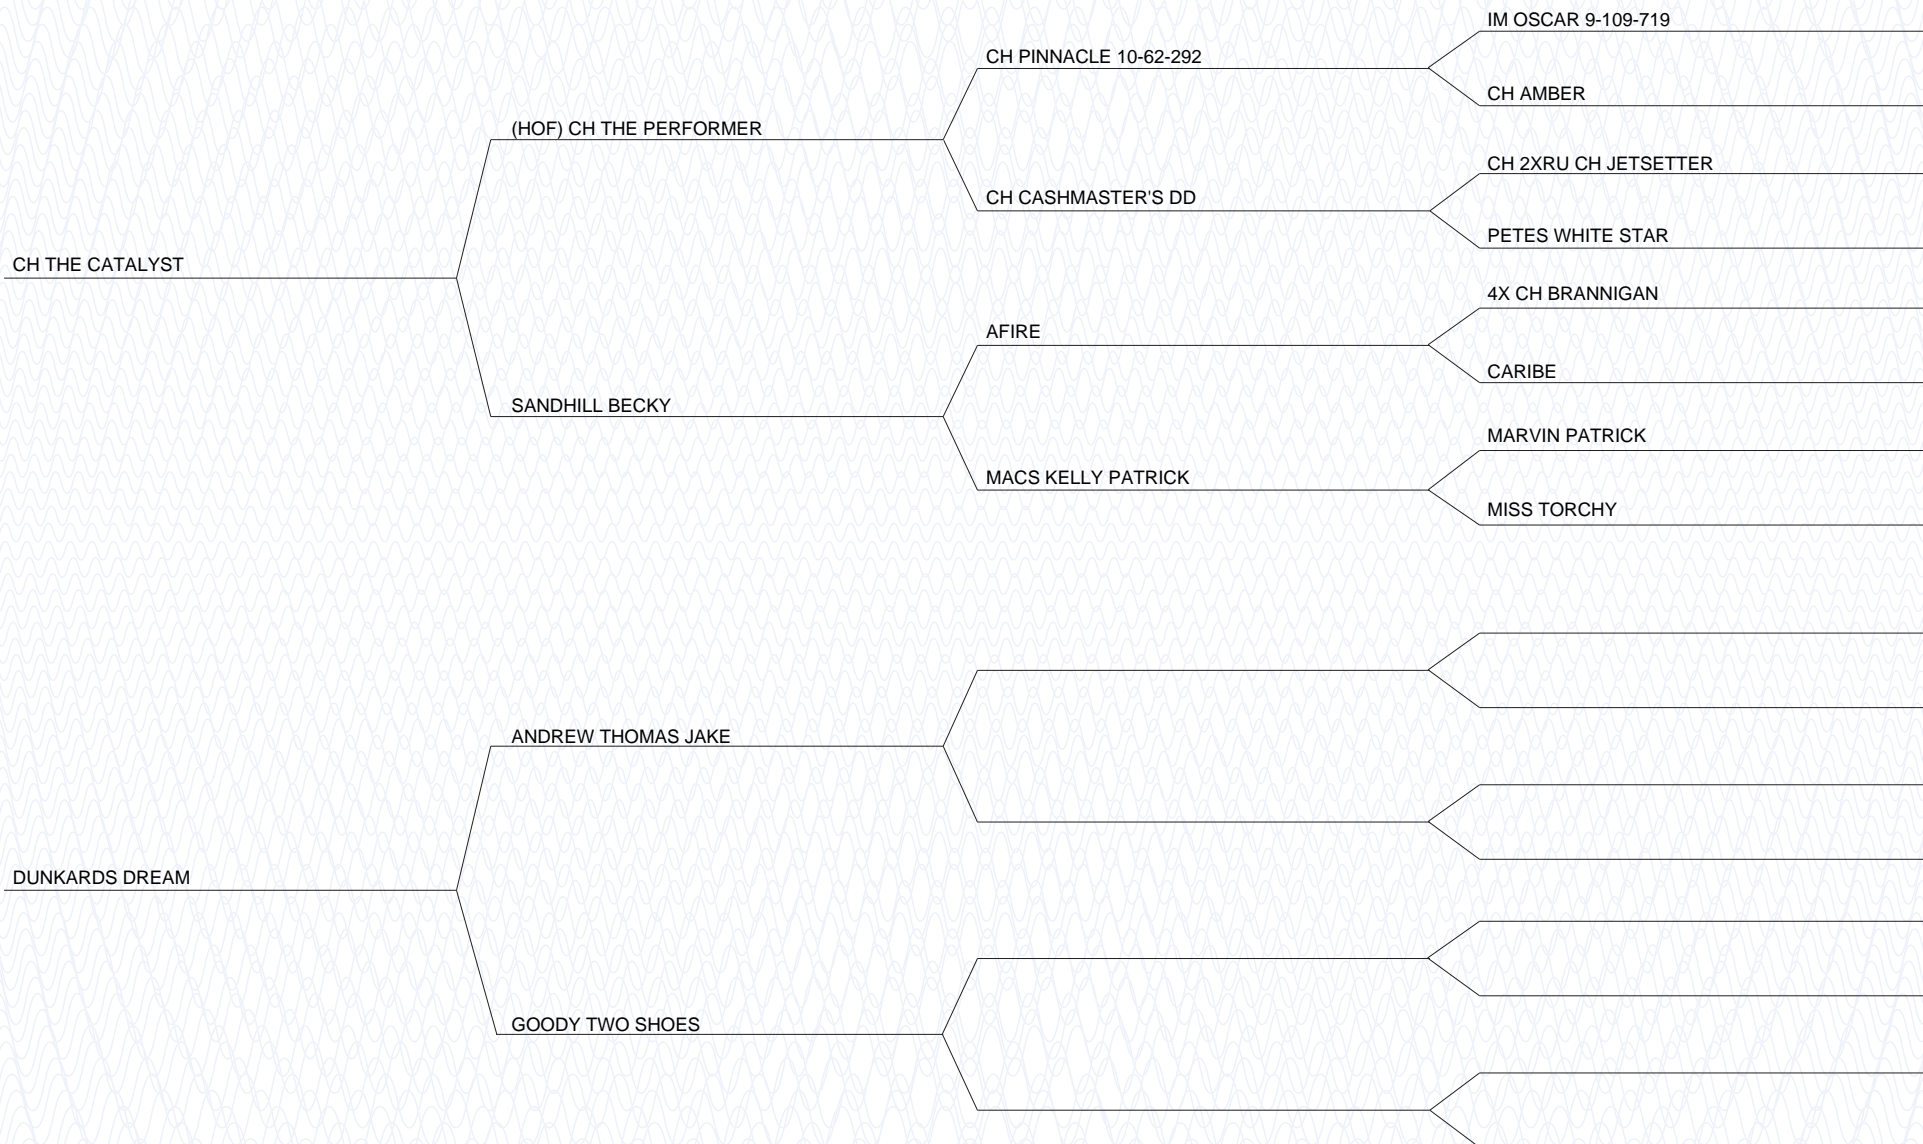 IM OSCAR 9-109-719
CH PINNACLE 10-62-292
CH AMBER
(HOF) CH THE PERFORMER
CH 2XRU CH JETSETTER
CH CASHMASTER'S DD
PETES WHITE STAR
CH THE CATALYST
4X CH BRANNIGAN
AFIRE
CARIBE
SANDHILL BECKY
MARVIN PATRICK
MACS KELLY PATRICK
MISS TORCHY
ANDREW THOMAS JAKE
DUNKARDS DREAM
GOODY TWO SHOES